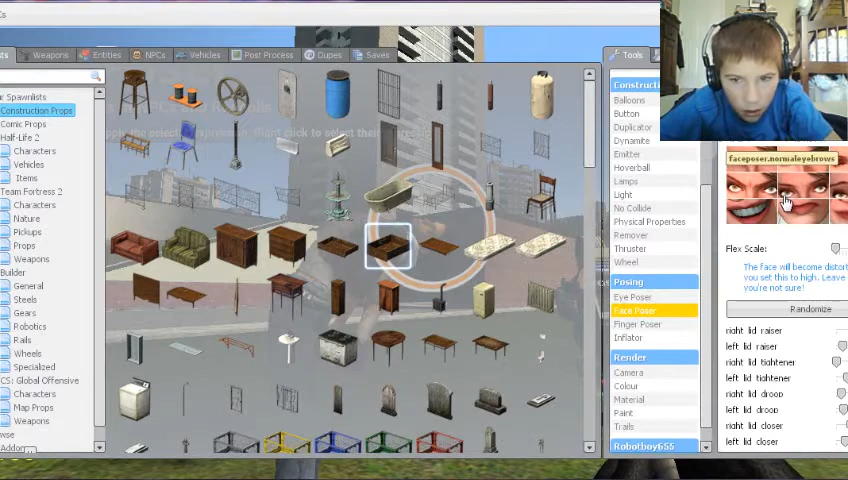 Weapons
Entities
NPCs
Vehicles
Post Process
Dupes
Saves
Tools
ur Spawnlists
Construction Props
Comic Props
Half-Life 2
Characters
Vehicles
Items
Team Fortress 2
Characters
Nature
Pickups
Props
Weapons
Builder
General
Steels
Gears
Robotics
Rails
Wheels
Specialized
CS: Global Offensive
Characters
Map Props
Weapons
wse
Addon
Constructi
Balloons
Button
Duplicator
Dynamite
Emitter
Hoverball
Lamps
Light
No Collide
Physical Properties
Remover
Thruster
Wheel
Posing
Eye Poser
Face Poser
Finger Poser
Inflator
Render
Camera
Colour
Material
Paint
Trails
Robotboy655
faceposer.normaleyebrows
Flex Scale:
The face will become distort
you set this to high. Leave
you're not sure!
Randomize
right lid raiser
left lid raiser
right lid tightener
left lid tightener
right lid droop
left lid droop
right lid closer
left lid closer